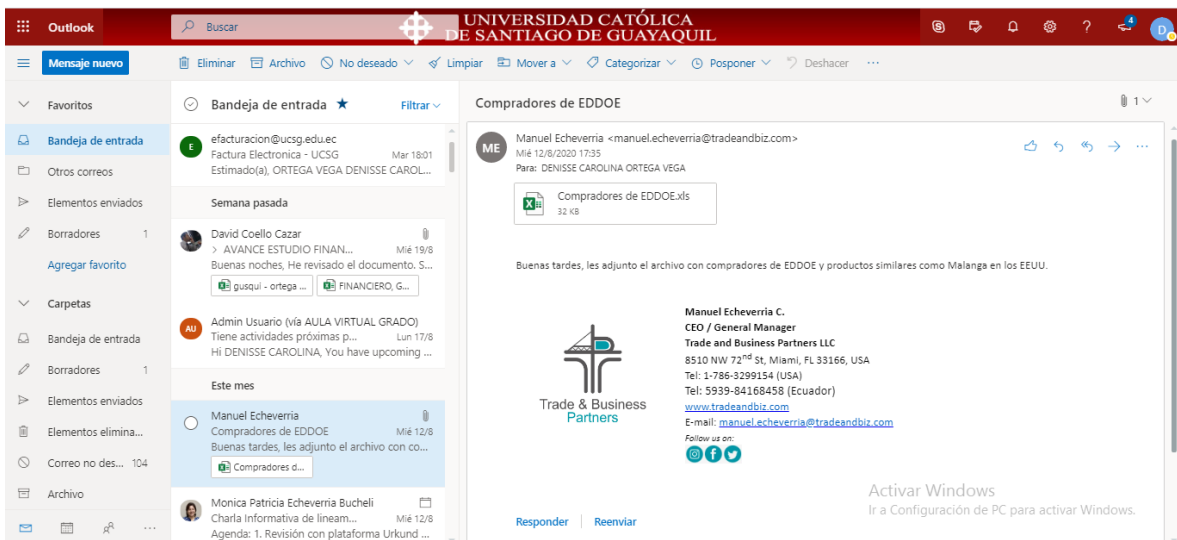 Outlook
Buscar
UNIVERSIDAD CATÓLICA
DE SANTIAGO DE GUAYAQUIL
4
D
Mensaje nuevo
Eliminar Archivo No deseado Limpiar Mover a Categorizar Posponer Deshacer ...
Favoritos
Bandeja de entrada
Otros correos
Elementos enviados
Borradores 1
Agregar favorito
Carpetas
Bandeja de entrada
Borradores 1
Elementos enviados
Elementos elimina...
Correo no des... 104
Archivo
Bandeja de entrada ★ Filtrar
E
efacturacion@ucsg.edu.ec
Factura Electronica - UCSG Mar 18:01
Estimado(a), ORTEGA VEGA DENISSE CAROL...
Semana pasada
David Coello Cazar
> AVANCE ESTUDIO FINAN... Mié 19/8
Buenas noches, He revisado el documento. S...
gusqui - ortega ... FINANCIERO, G...
AU
Admin Usuario (vía AULA VIRTUAL GRADO)
Tiene actividades próximas p... Lun 17/8
Hi DENISSE CAROLINA, You have upcoming ...
Este mes
Manuel Echeverria
Compradores de EDDOE Mié 12/8
Buenas tardes, les adjunto el archivo con co...
Compradores d...
Monica Patricia Echeverria Bucheli
Charla Informativa de lineam... Mié 12/8
Agenda: 1. Revisión con plataforma Urkund ...
Compradores de EDDOE 1
ME
Manuel Echeverria <manuel.echeverria@tradeandbiz.com>
Mié 12/8/2020 17:35
Para: DENISSE CAROLINA ORTEGA VEGA
Compradores de EDDOE.xls
32 KB
Buenas tardes, les adjunto el archivo con compradores de EDDOE y productos similares como Malanga en los EEUU.
Trade & Business
Partners
Manuel Echeverria C.
CEO / General Manager
Trade and Business Partners LLC
8510 NW 72nd St, Miami, FL 33166, USA
Tel: 1-786-3299154 (USA)
Tel: 5939-84168458 (Ecuador)
www.tradeandbiz.com
E-mail: manuel.echeverria@tradeandbiz.com
Follow us on:
Activar Windows
Ir a Configuración de PC para activar Windows.
Responder Reenviar